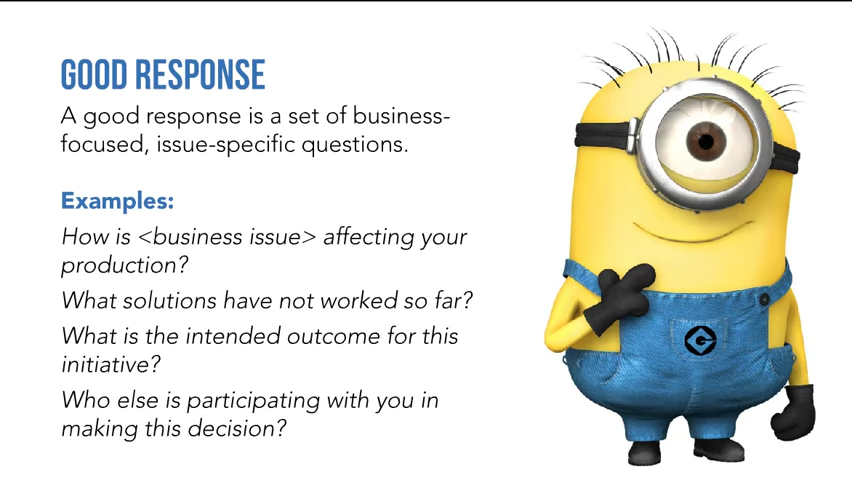 GOOD RESPONSE
A good response is a set of business-
focused, issue-specific questions.
Examples:
How is <business issue> affecting your
production?
What solutions have not worked so far?
What is the intended outcome for this
initiative?
Who else is participating with you in
making this decision?